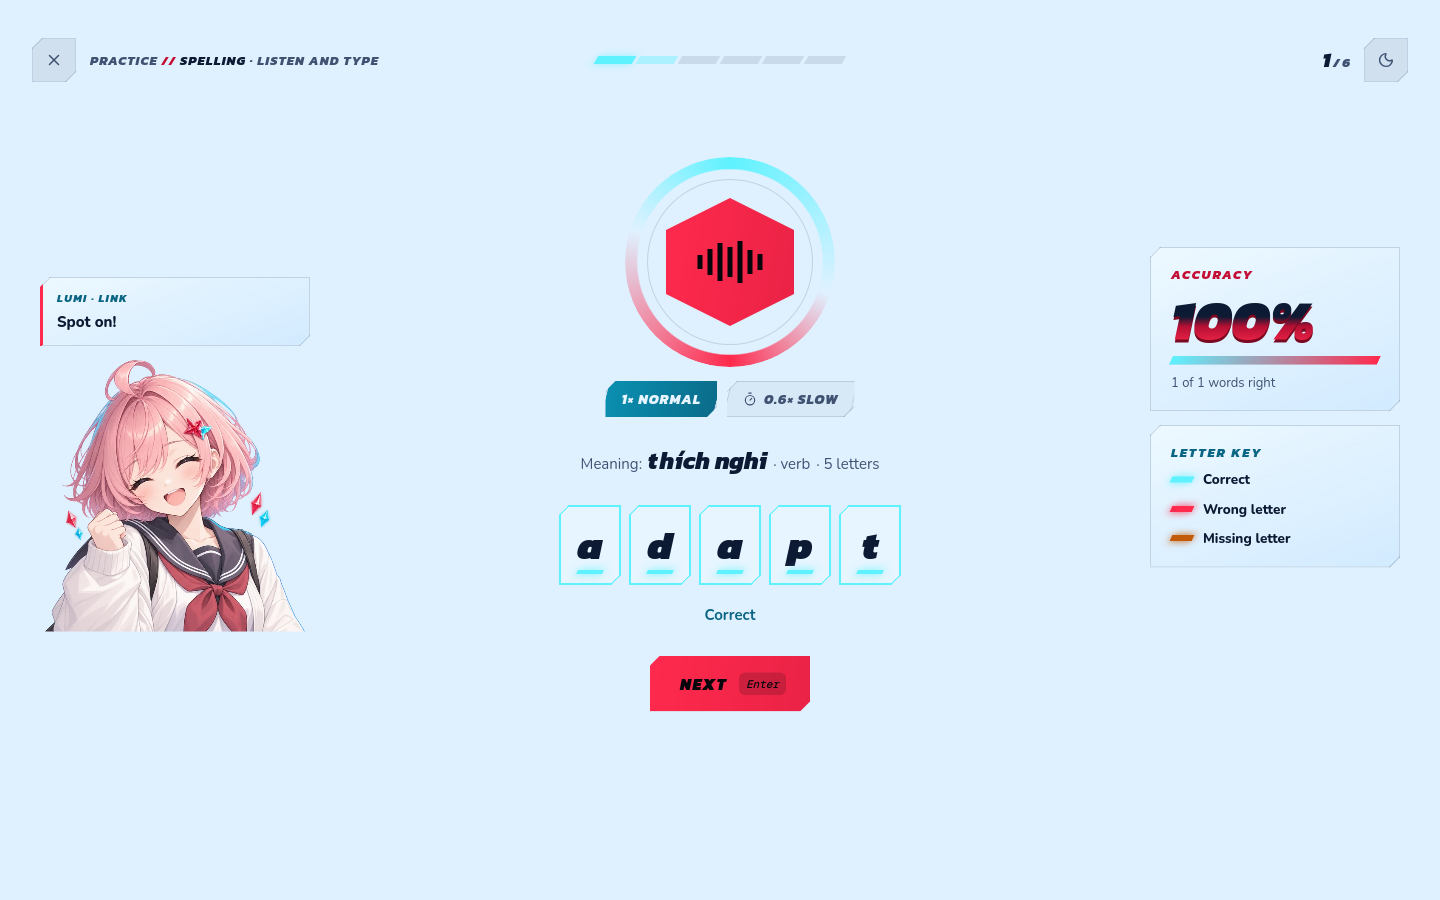 PRACTICE // SPELLING · LISTEN AND TYPE
1/6
LUMI · LINK
Spot on!
1× NORMAL
0.6× SLOW
Meaning: thích nghi · verb · 5 letters
a d a p t
Correct
NEXT Enter
ACCURACY
100%
1 of 1 words right
LETTER KEY
Correct
Wrong letter
Missing letter